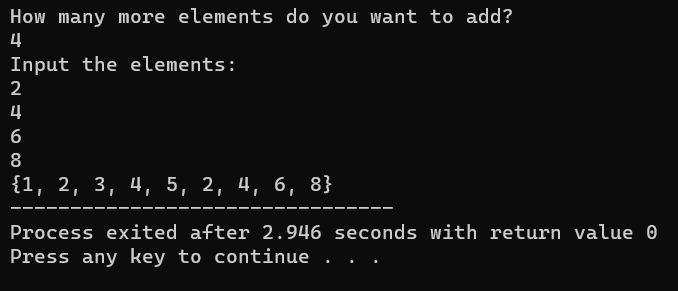 How many more elements do you want to add?
4
Input the elements:
2
4
6
8
{1, 2, 3, 4, 5, 2, 4, 6, 8}
--------------------------------
Process exited after 2.946 seconds with return value 0
Press any key to continue . . .